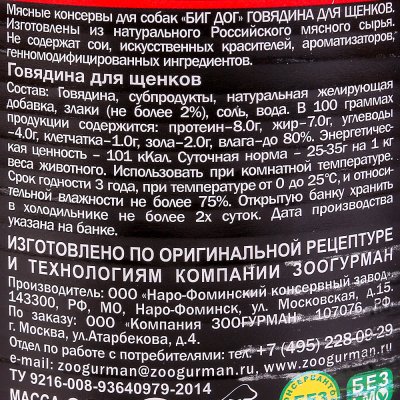 Мясные консервы для собак "БИГ ДОГ" ГОВЯДИНА ДЛЯ ЩЕНКОВ.
Изготовлены из натурального Российского мясного сырья.
Не содержат сои, искусственных красителей, ароматизаторов,
генномодифицированных ингредиентов.
Говядина для щенков
Состав: Говядина, субпродукты, натуральная желирующая
добавка, злаки (не более 2%), соль, вода. В 100 граммах
продукции содержится: протеин–8.0г, жир–7.0г, углеводы
–4.0г, клетчатка–1.0г, зола–2.0г, влага–до 80%. Энергетичес-
кая ценность – 101 кКал. Суточная норма – 25-35г на 1 кг
веса животного. Использовать при комнатной температуре.
Срок годности 3 года, при температуре от 0 до 25°С, и относи-
тельной влажности не более 75%. Открытую банку хранить
в холодильнике не более 2х суток. Дата производства
указана на банке.
ИЗГОТОВЛЕНО ПО ОРИГИНАЛЬНОЙ РЕЦЕПТУРЕ
И ТЕХНОЛОГИЯМ КОМПАНИИ ЗООГУРМАН
Производитель: ООО «Наро-Фоминский консервный завод»
143300, РФ, МО, Наро-Фоминск, ул. Московская, д.15.
по заказу: ООО "Компания ЗООГУРМАН" 107076, РФ
г. Москва, ул.Атарбекова, д.4.
Отдел по работе с потребителями: тел. +7 (495) 228-09-29
e-mail: zoogurman@zoogurman.ru www.zoogurman.ru
ТУ 9216-008-93640979-2014
МАССА
БЕЗ
КОНСЕРВАНТОВ
БЕЗ